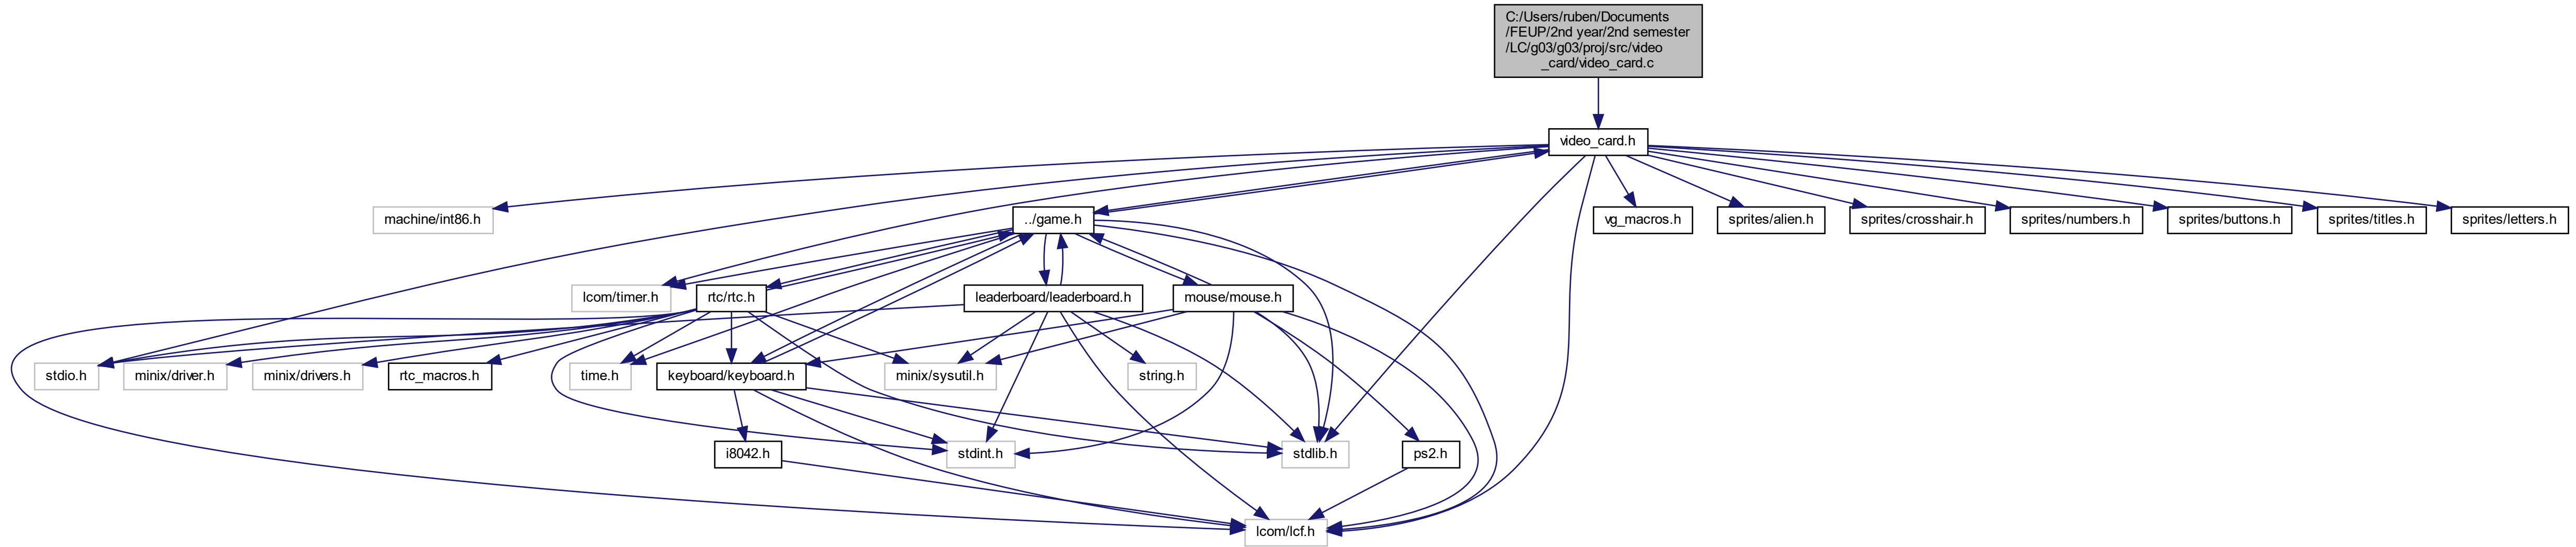 C:/Users/ruben/Documents
/FEUP/2nd year/2nd semester
/LC/g03/g03/proj/src/video
_card/video_card.c
video_card.h
machine/int86.h
../game.h
vg_macros.h
sprites/alien.h
sprites/crosshair.h
sprites/numbers.h
sprites/buttons.h
sprites/titles.h
sprites/letters.h
lcom/timer.h
rtc/rtc.h
leaderboard/leaderboard.h
mouse/mouse.h
stdio.h
minix/driver.h
minix/drivers.h
rtc_macros.h
time.h
keyboard/keyboard.h
minix/sysutil.h
string.h
i8042.h
stdint.h
stdlib.h
ps2.h
lcom/lcf.h